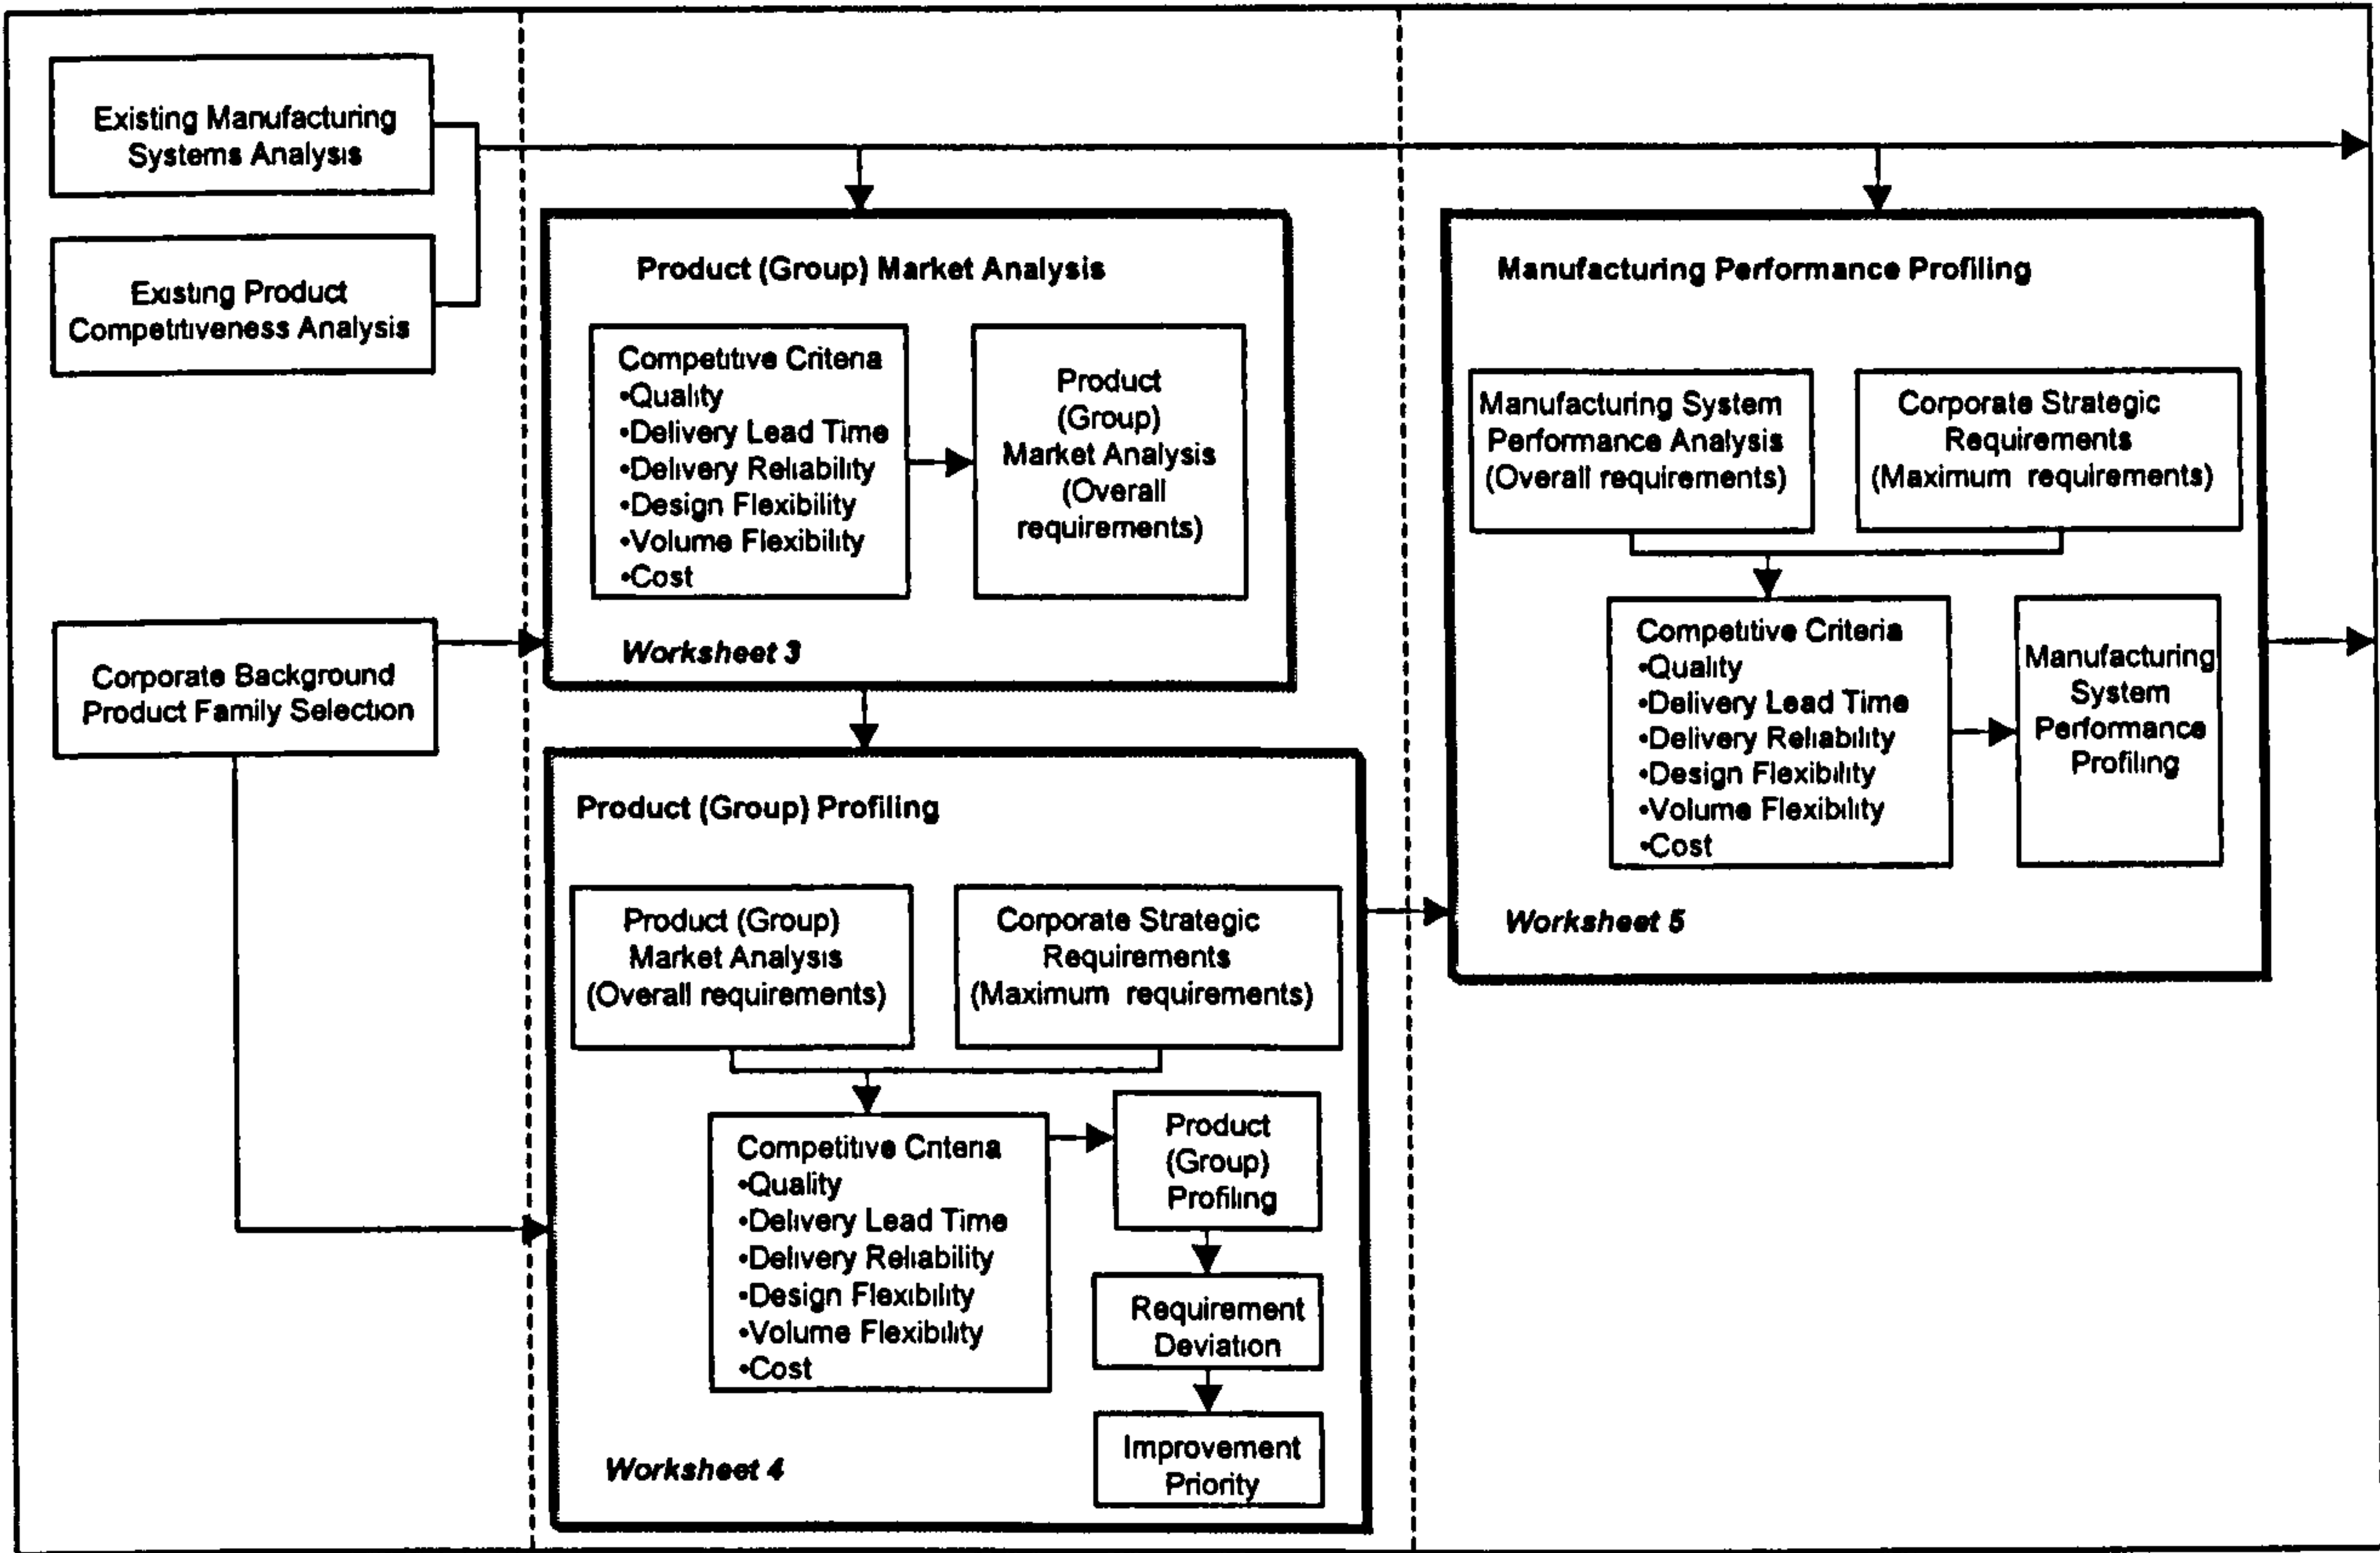 Existing Manufacturing
Systems Analysis
Existing Product
Competitiveness Analysis
Corporate Background
Product Family Selection
Product (Group) Market Analysis
Competitive Criteria
•Quality
•Delivery Lead Time
•Delivery Reliability
•Design Flexibility
•Volume Flexibility
•Cost
Product
(Group)
Market Analysis
(Overall
requirements)
Worksheet 3
Product (Group) Profiling
Product (Group)
Market Analysis
(Overall requirements)
Corporate Strategic
Requirements
(Maximum requirements)
Competitive Criteria
•Quality
•Delivery Lead Time
•Delivery Reliability
•Design Flexibility
•Volume Flexibility
•Cost
Product
(Group)
Profiling
Requirement
Deviation
Improvement
Priority
Worksheet 4
Manufacturing Performance Profiling
Manufacturing System
Performance Analysis
(Overall requirements)
Corporate Strategic
Requirements
(Maximum requirements)
Competitive Criteria
•Quality
•Delivery Lead Time
•Delivery Reliability
•Design Flexibility
•Volume Flexibility
•Cost
Manufacturing
System
Performance
Profiling
Worksheet 5